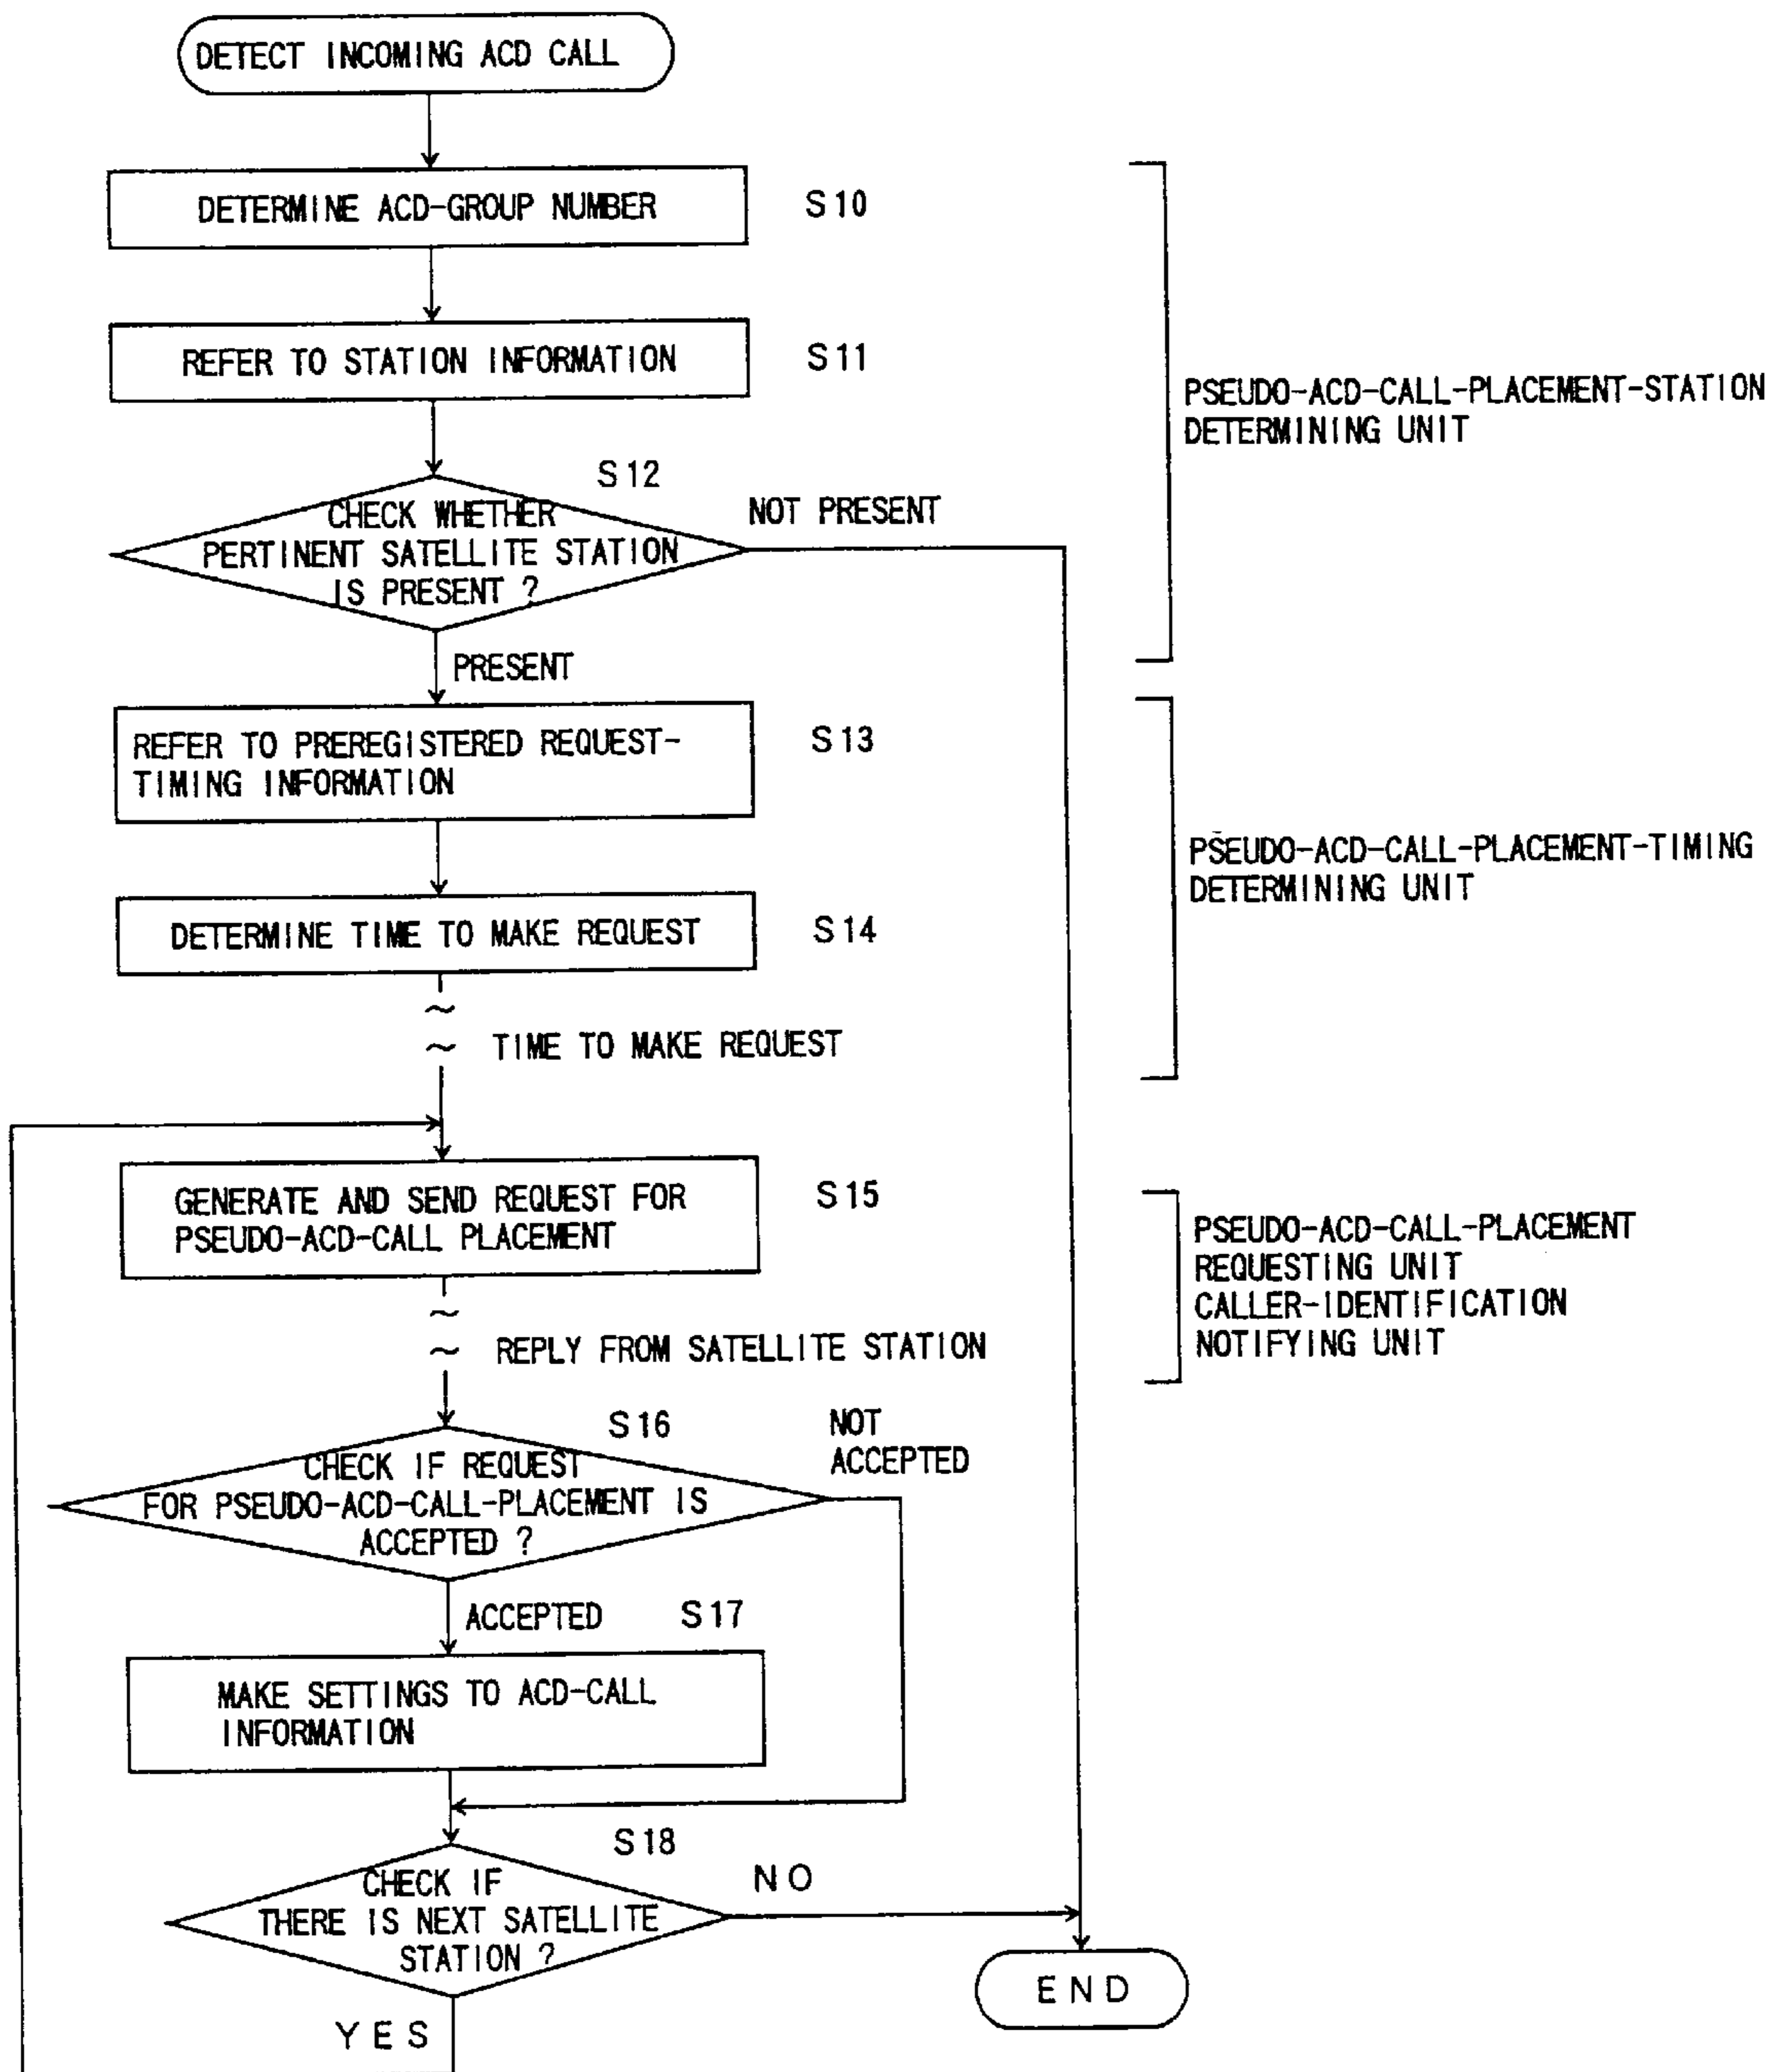 DETECT INCOMING ACD CALL
DETERMINE ACD-GROUP NUMBER
S10
REFER TO STATION INFORMATION
S11
PSEUDO-ACD-CALL-PLACEMENT-STATION
DETERMINING UNIT
S12
CHECK WHETHER
PERTINENT SATELLITE STATION
IS PRESENT ?
NOT PRESENT
PRESENT
REFER TO PREREGISTERED REQUEST-
TIMING INFORMATION
S13
PSEUDO-ACD-CALL-PLACEMENT-TIMING
DETERMINING UNIT
DETERMINE TIME TO MAKE REQUEST
S14
TIME TO MAKE REQUEST
GENERATE AND SEND REQUEST FOR
PSEUDO-ACD-CALL PLACEMENT
S15
PSEUDO-ACD-CALL-PLACEMENT
REQUESTING UNIT
CALLER-IDENTIFICATION
NOTIFYING UNIT
REPLY FROM SATELLITE STATION
S16
NOT
ACCEPTED
CHECK IF REQUEST
FOR PSEUDO-ACD-CALL-PLACEMENT IS
ACCEPTED ?
ACCEPTED
S17
MAKE SETTINGS TO ACD-CALL
INFORMATION
S18
CHECK IF
THERE IS NEXT SATELLITE
STATION ?
NO
END
YES